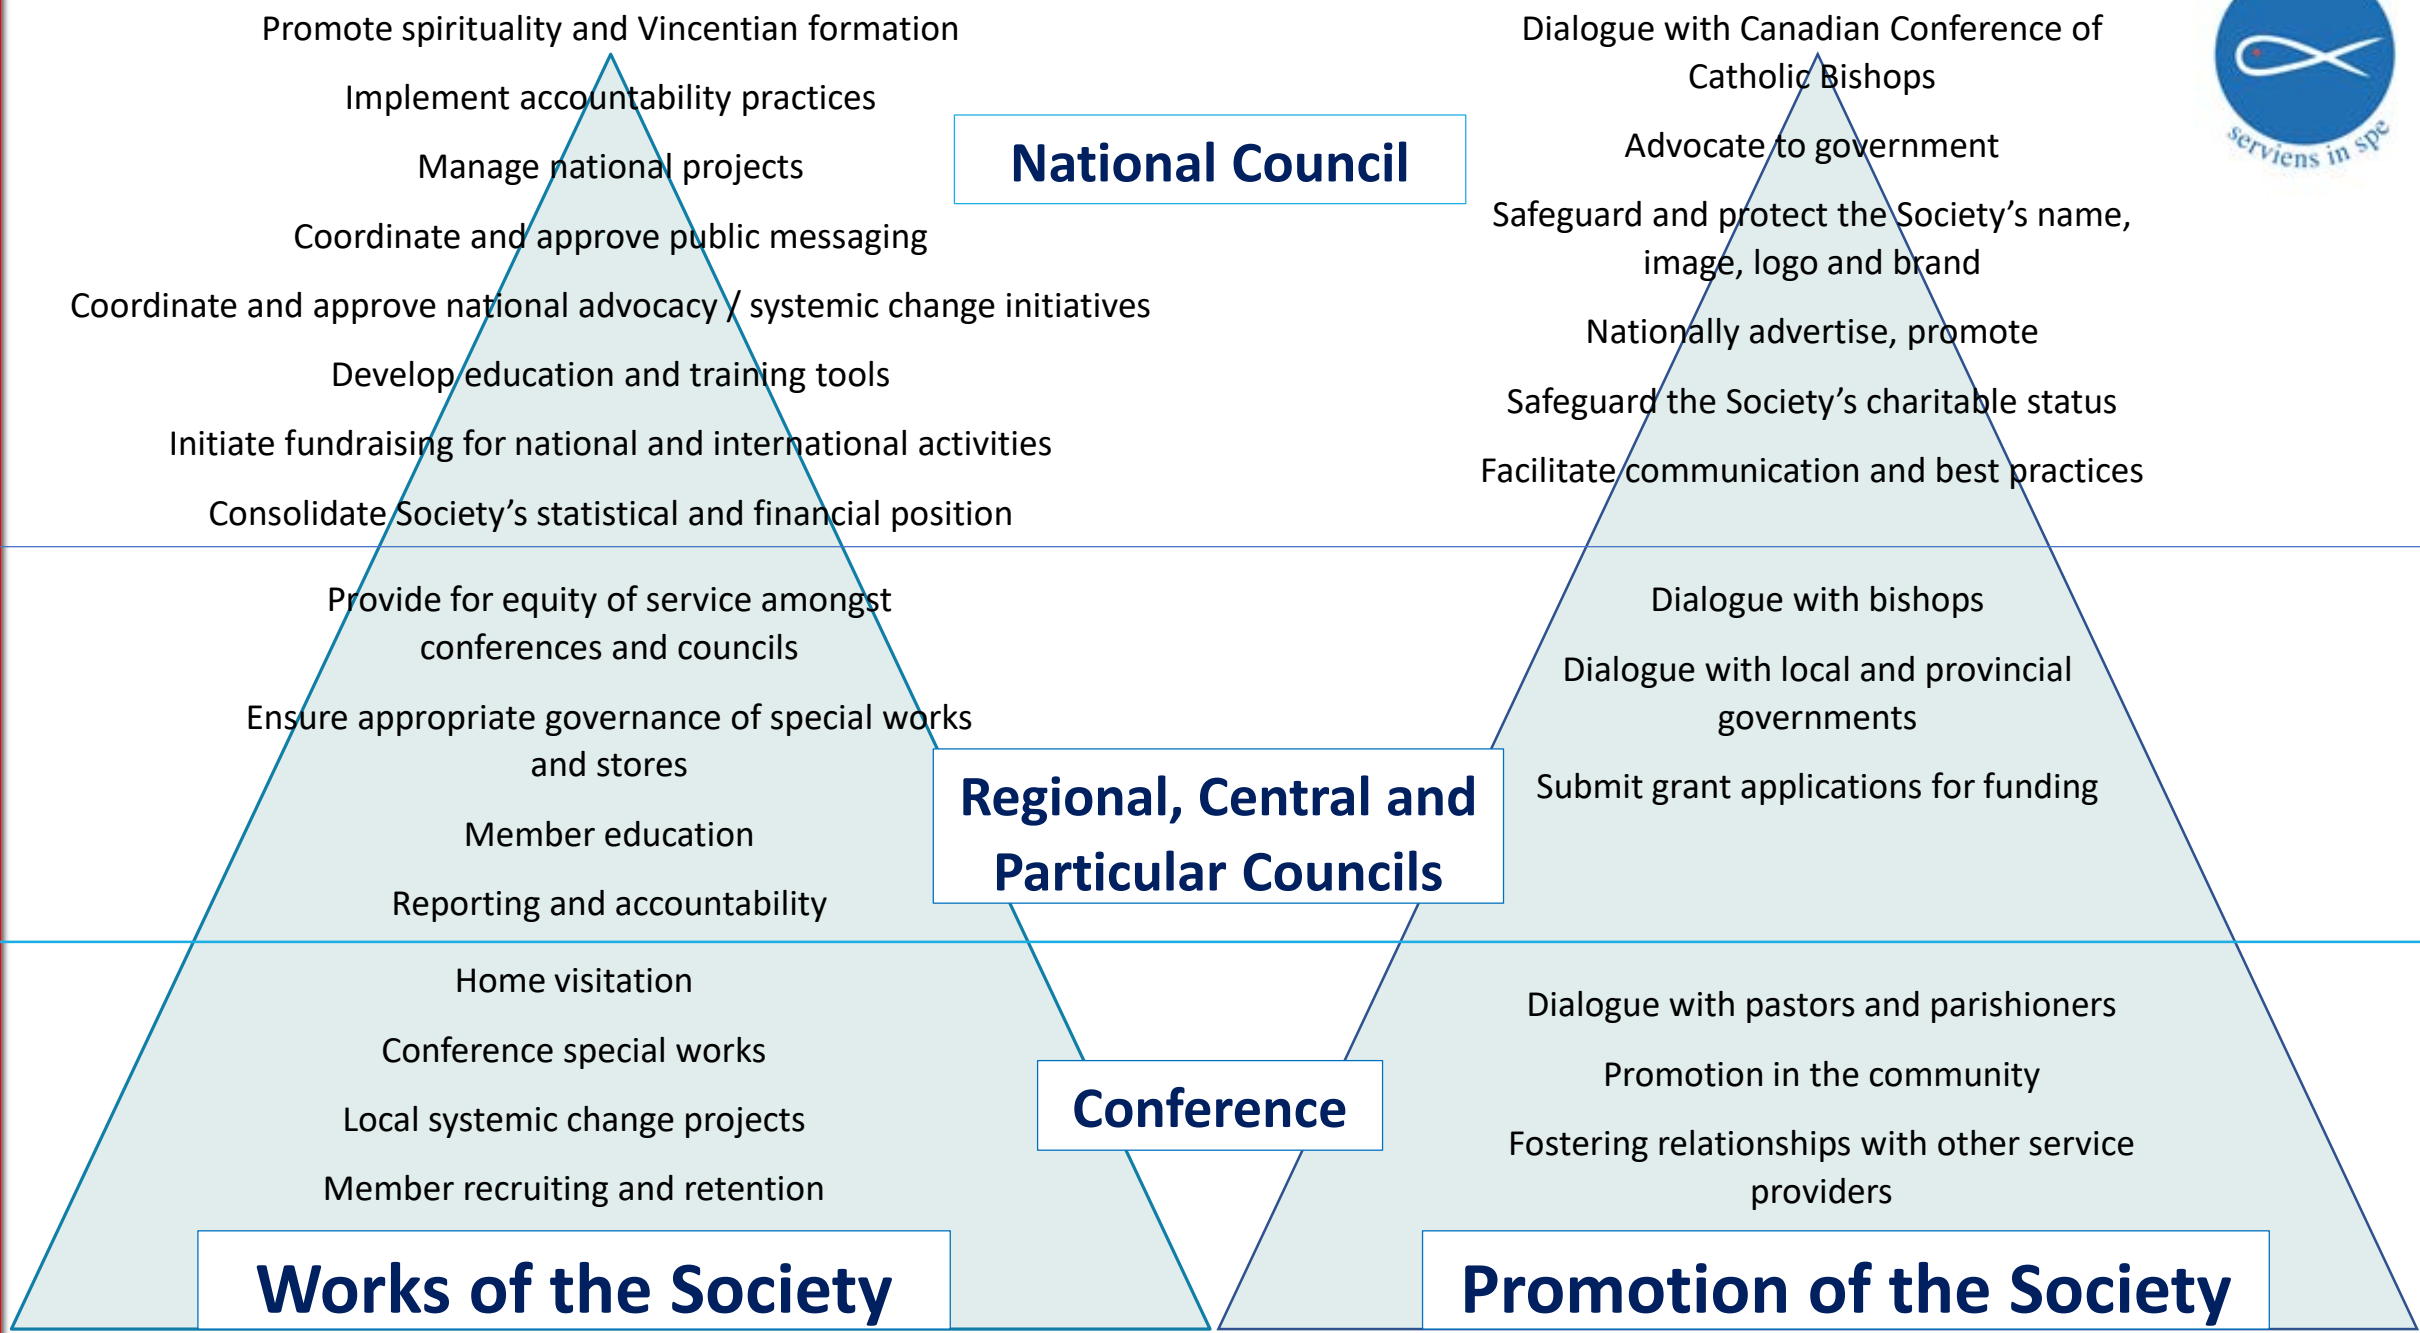 Promote spirituality and Vincentian formation
Implement accountability practices
Manage national projects
Coordinate and approve public messaging
Coordinate and approve national advocacy / systemic change initiatives
Develop education and training tools
Initiate fundraising for national and international activities
Consolidate Society’s statistical and financial position
National Council
Dialogue with Canadian Conference of
Catholic Bishops
Advocate to government
Safeguard and protect the Society’s name,
image, logo and brand
Nationally advertise, promote
Safeguard the Society’s charitable status
Facilitate communication and best practices
serviens in spe
Provide for equity of service amongst
conferences and councils
Ensure appropriate governance of special works
and stores
Member education
Reporting and accountability
Regional, Central and
Particular Councils
Dialogue with bishops
Dialogue with local and provincial
governments
Submit grant applications for funding
Home visitation
Conference special works
Local systemic change projects
Member recruiting and retention
Conference
Dialogue with pastors and parishioners
Promotion in the community
Fostering relationships with other service
providers
Works of the Society
Promotion of the Society